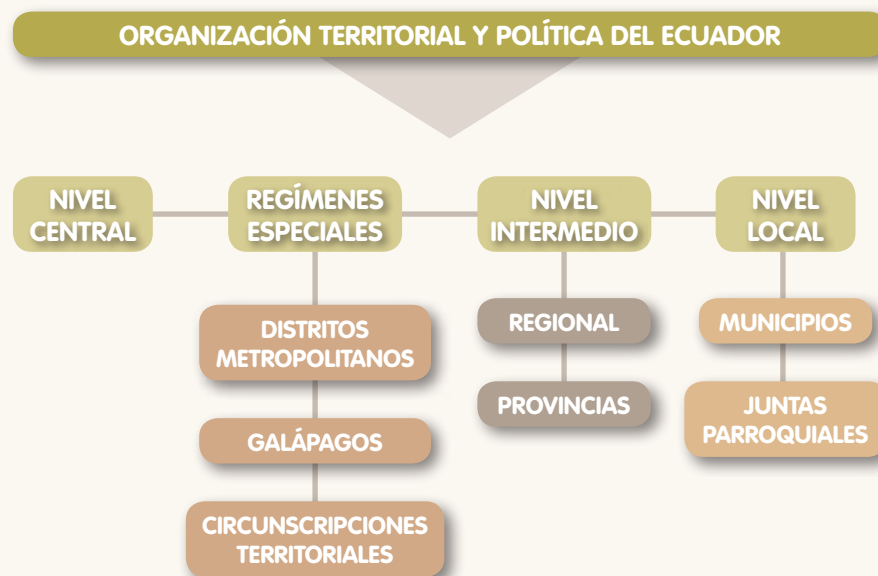 ORGANIZACIÓN TERRITORIAL Y POLÍTICA DEL ECUADOR
NIVEL
CENTRAL
REGÍMENES
ESPECIALES
DISTRITOS
METROPOLITANOS
GALÁPAGOS
CIRCUNSCRIPCIONES
TERRITORIALES
NIVEL
INTERMEDIO
REGIONAL
PROVINCIAS
NIVEL
LOCAL
MUNICIPIOS
JUNTAS
PARROQUIALES